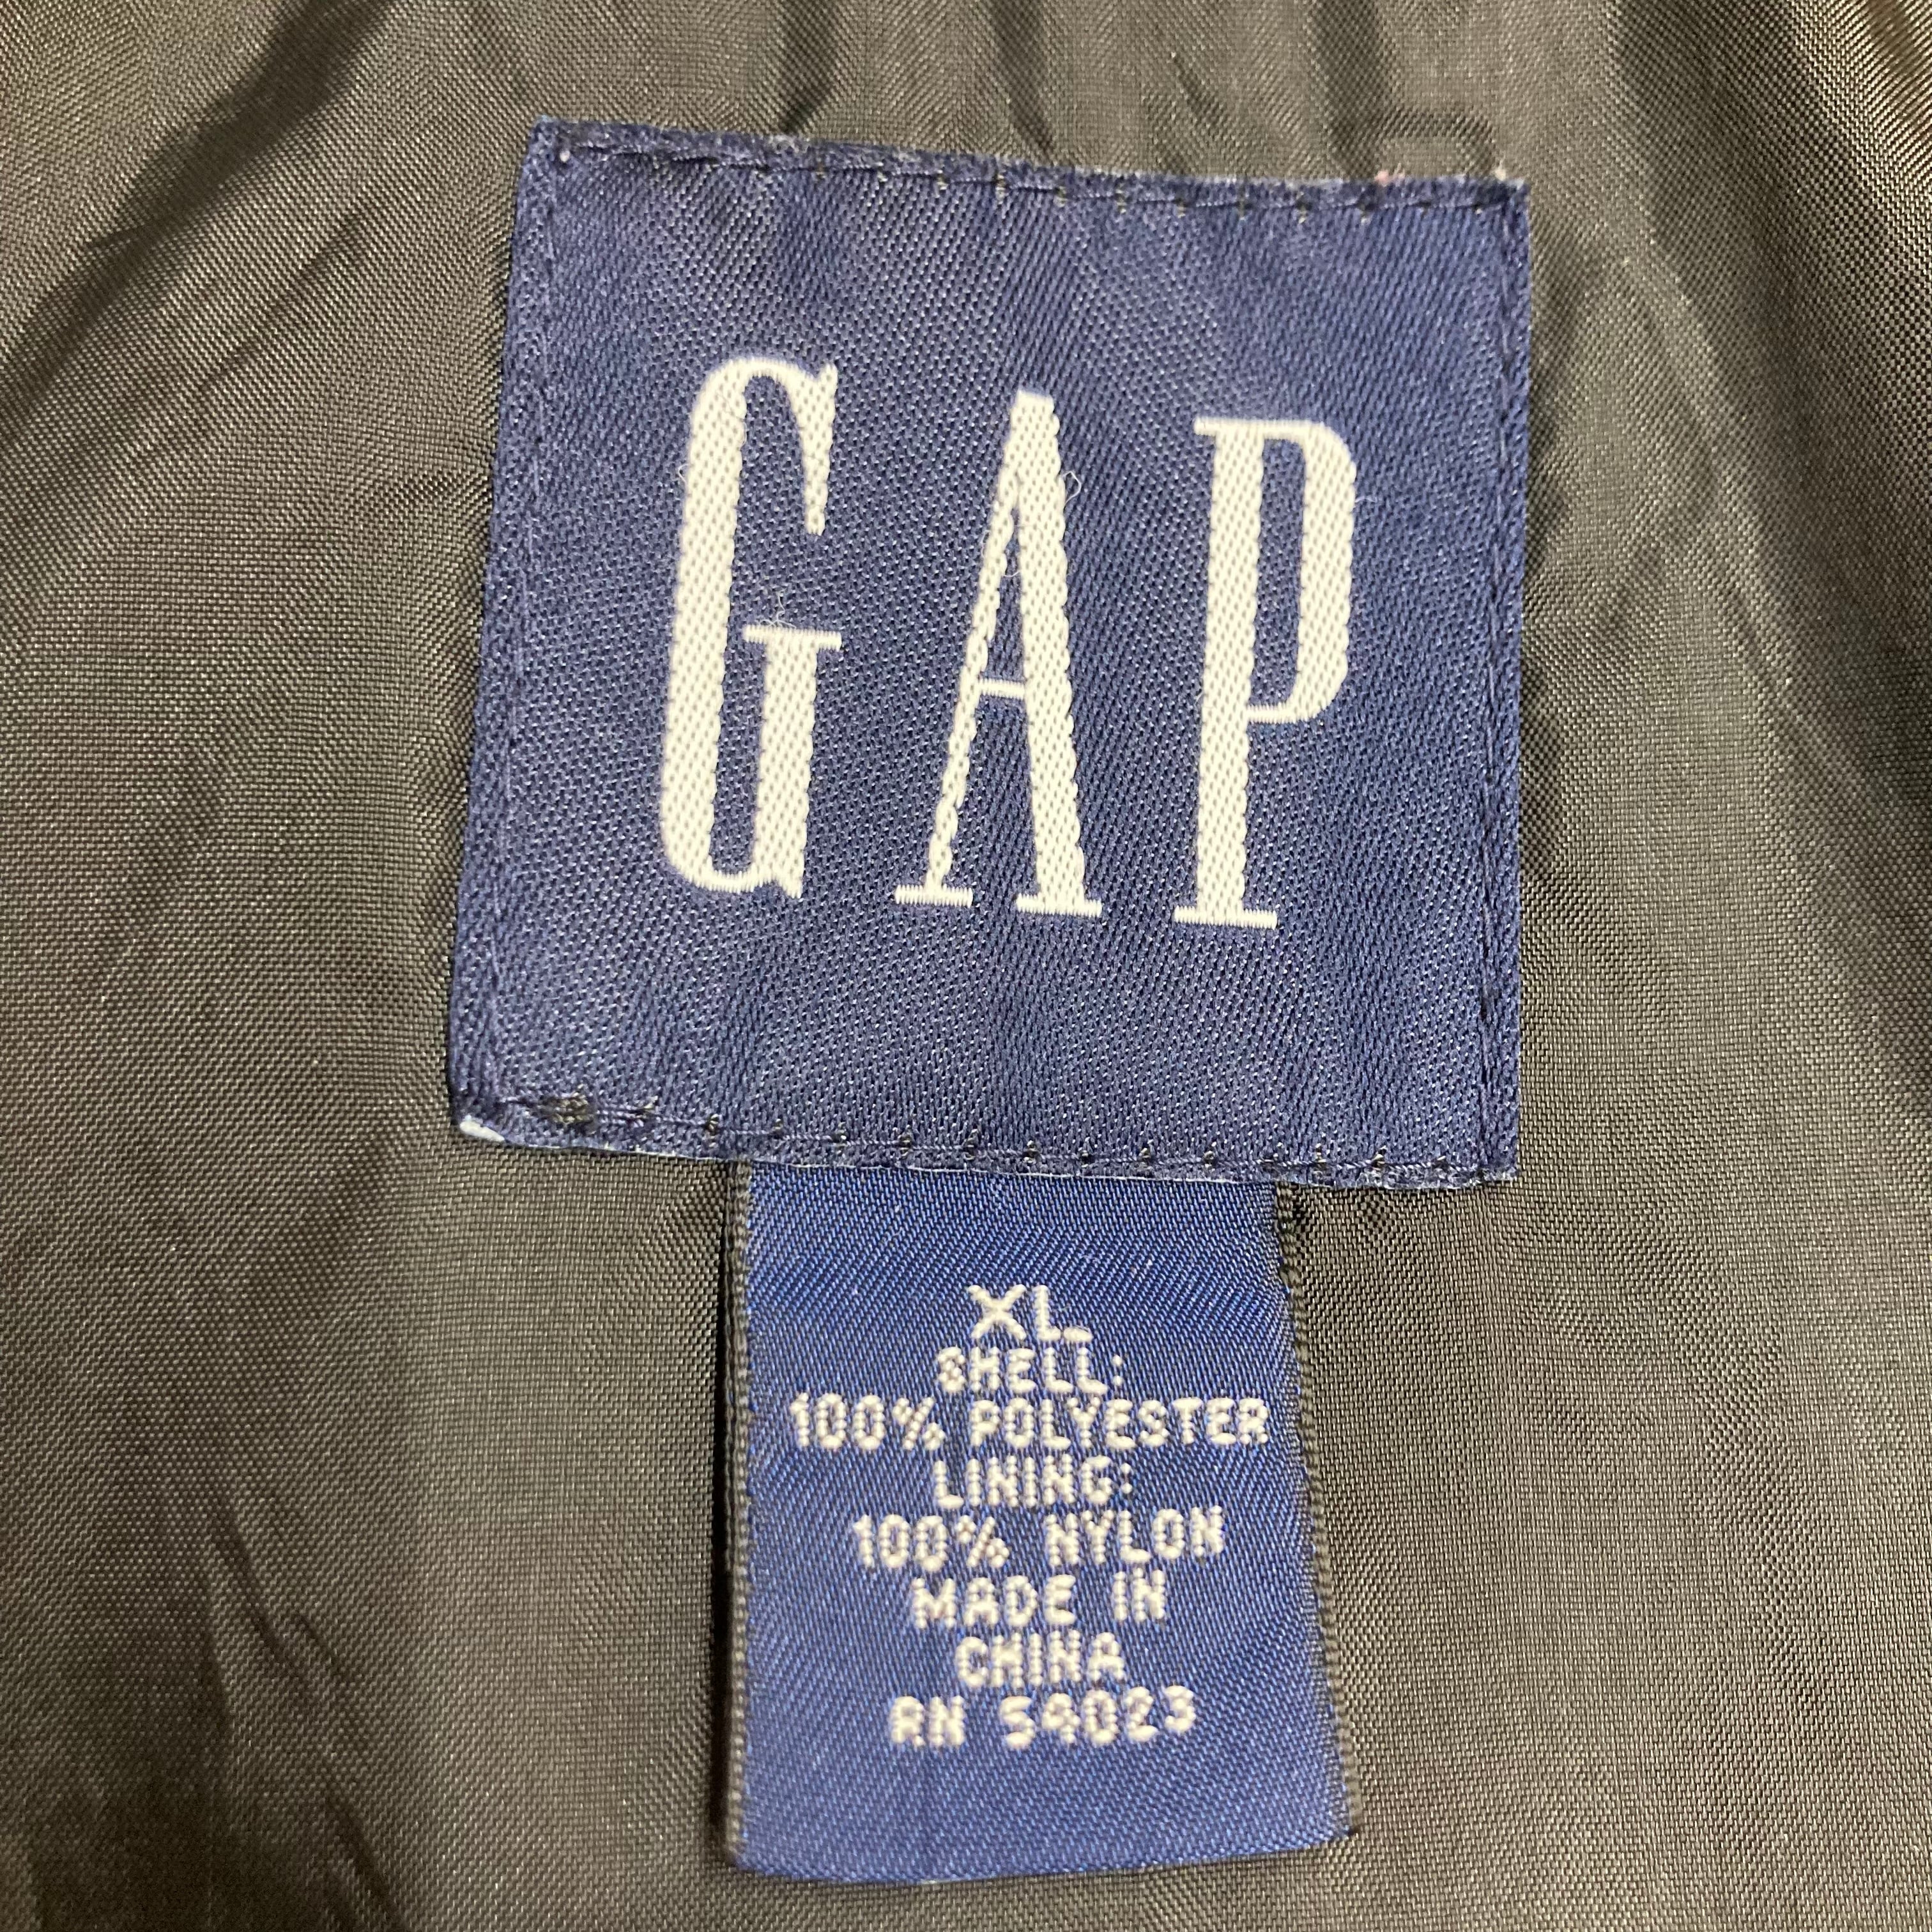 GAP
XL
SHELL:
100% POLYESTER
LINING:
100% NYLON
MADE IN
CHINA
RN 54023